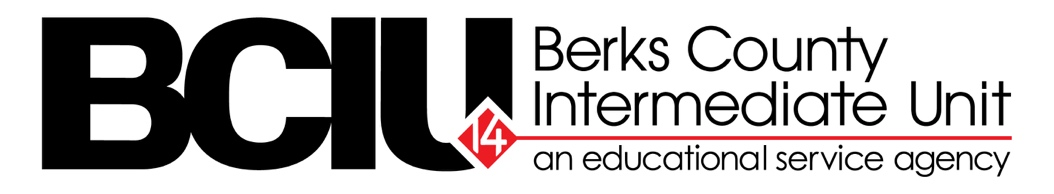 BCIU
14
Berks County
Intermediate Unit
an educational service agency